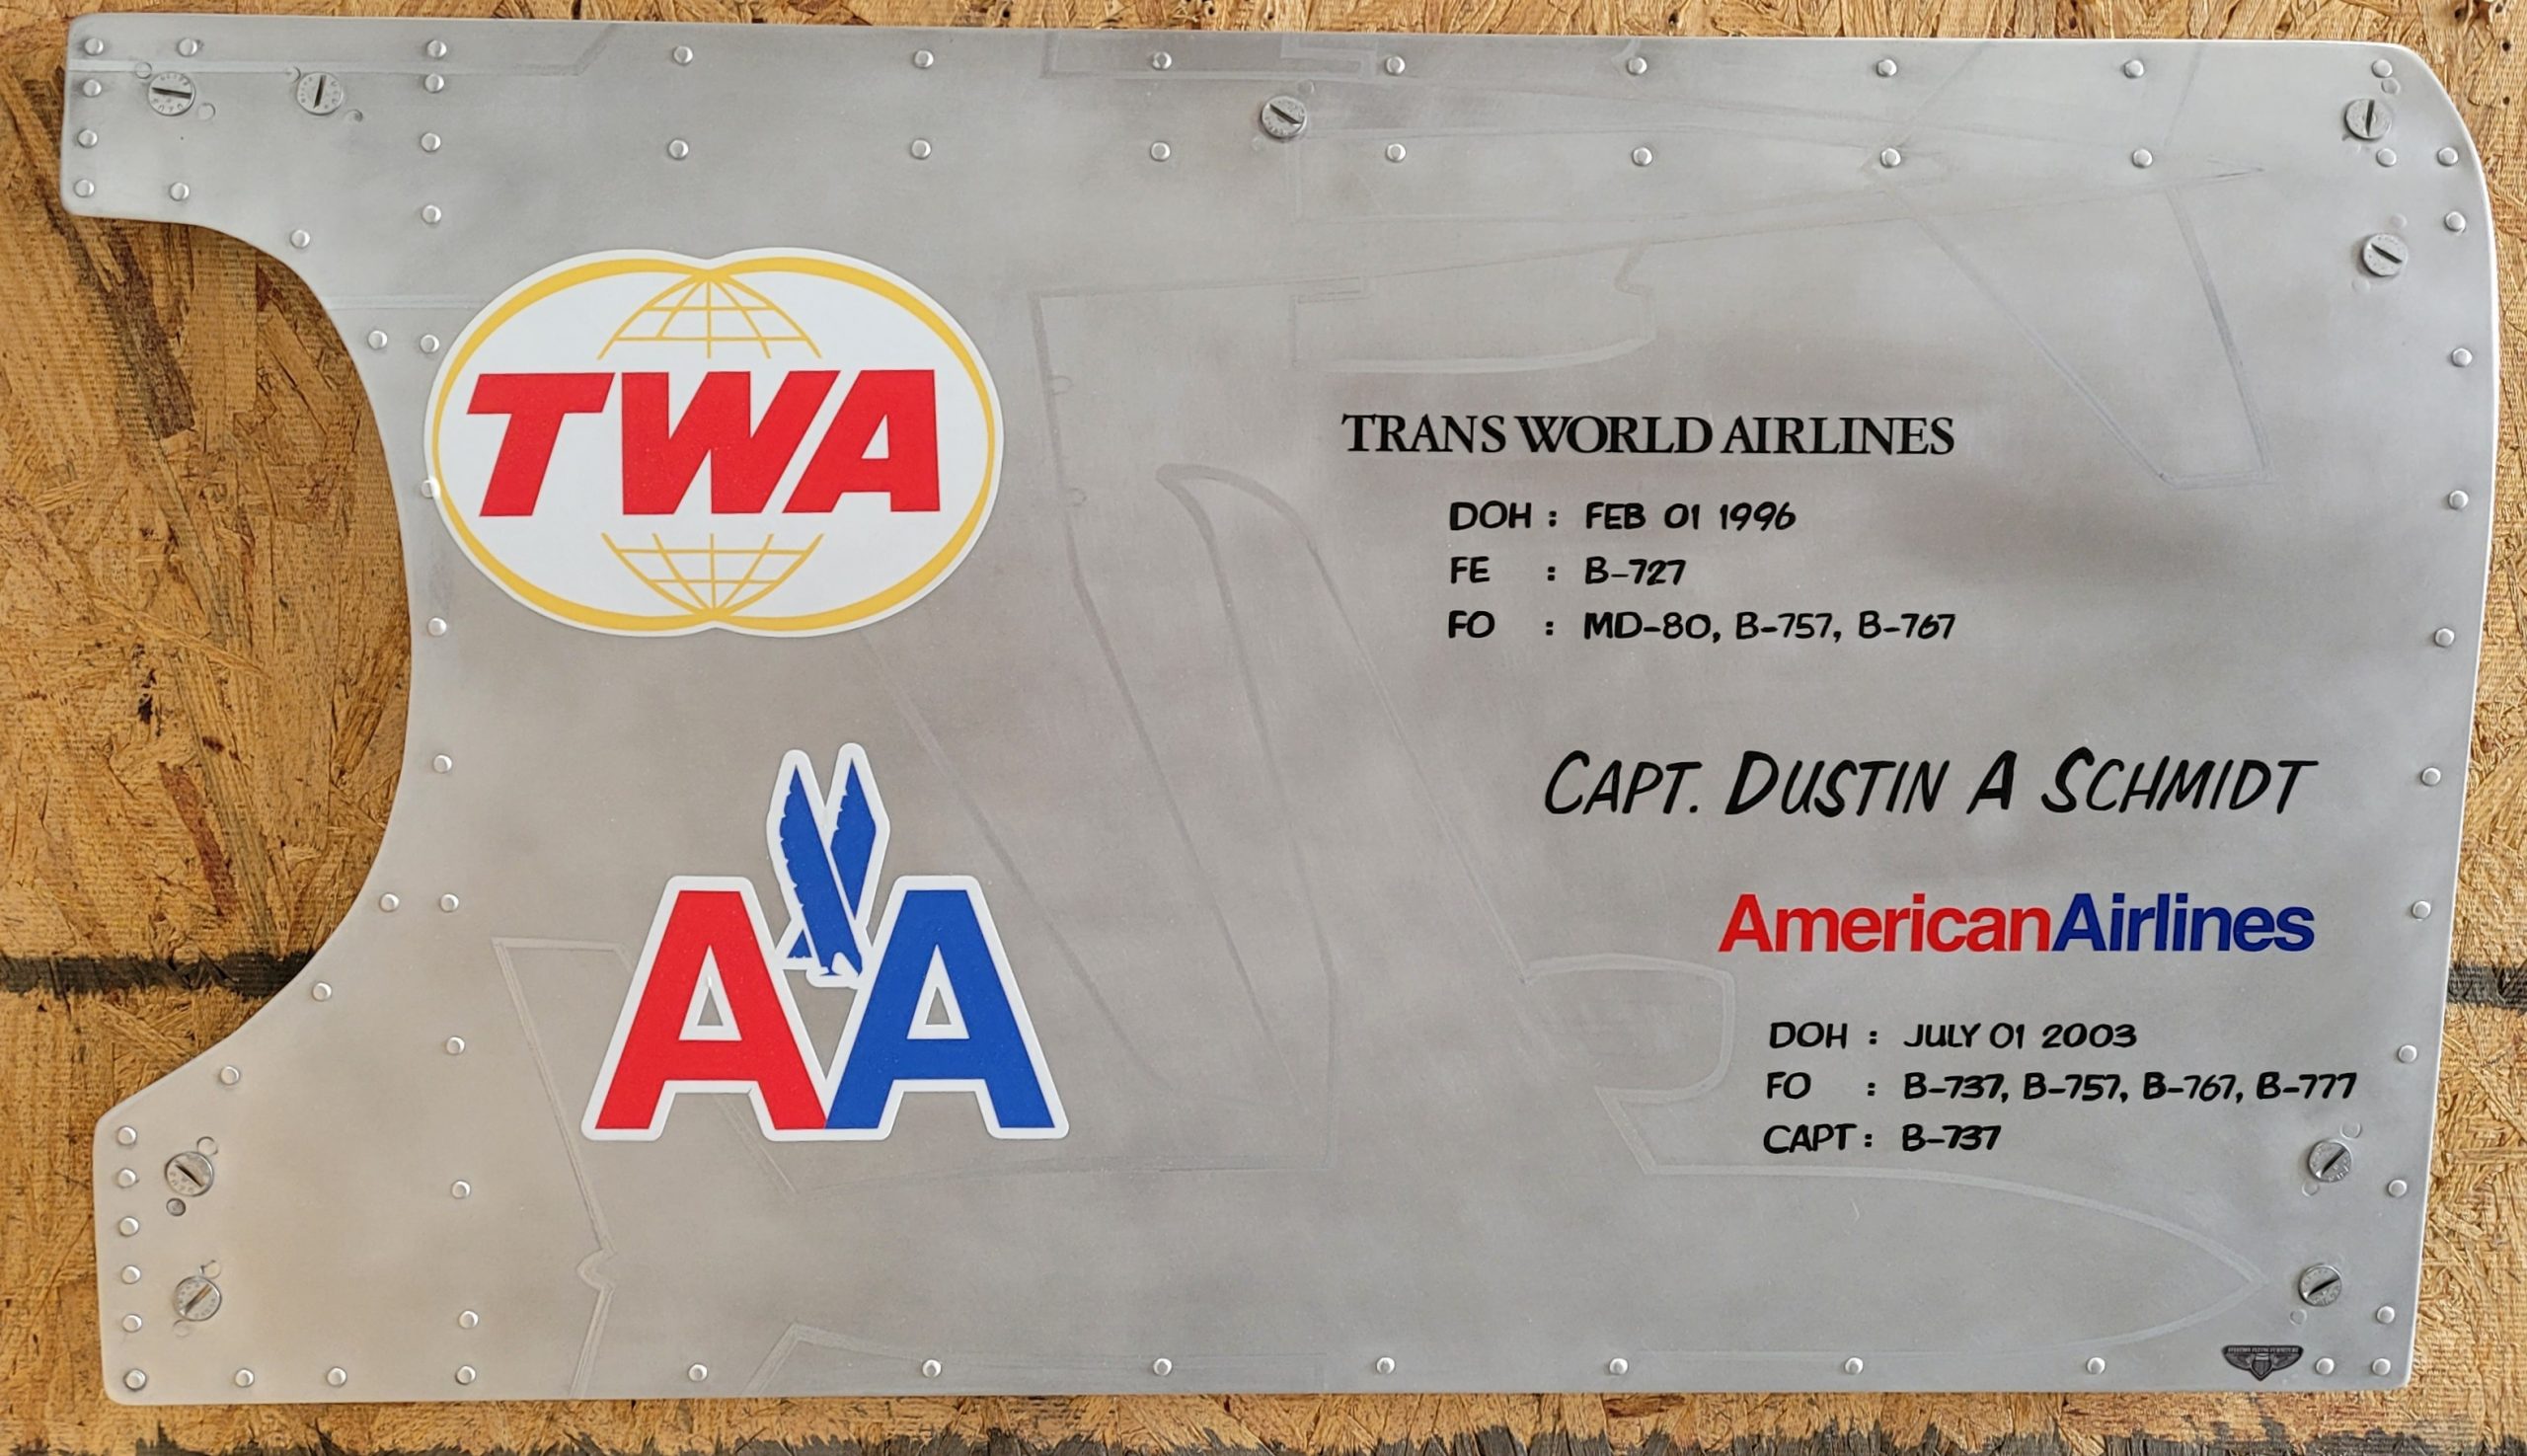 TWA
TRANS WORLD AIRLINES
DOH : FEB 01 1996
FE : B-727
FO : MD-80, B-757, B-767
CAPT. DUSTIN A SCHMIDT
AA
AmericanAirlines
DOH : JULY 01 2003
FO : B-737, B-757, B-767, B-777
CAPT : B-737